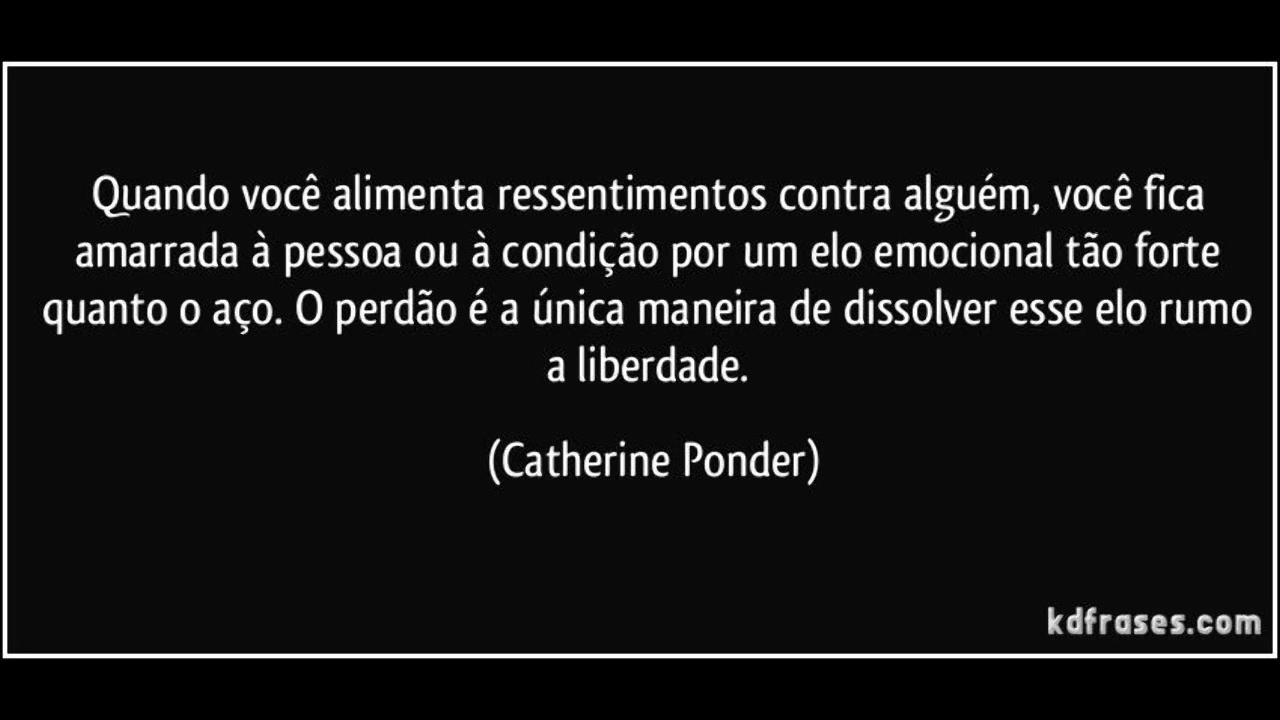 Quando você alimenta ressentimentos contra alguém, você fica
amarrada à pessoa ou à condição por um elo emocional tão forte
quanto o aço. O perdão é a única maneira de dissolver esse elo rumo
a liberdade.
(Catherine Ponder)
kdfrases.com